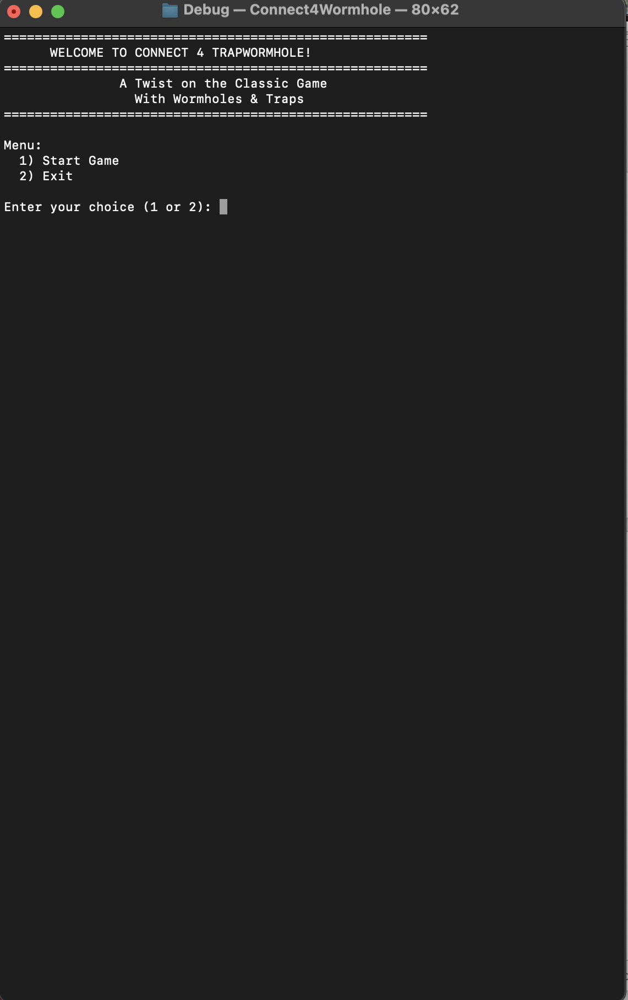 Debug — Connect4Wormhole — 80×62
=======================================================
WELCOME TO CONNECT 4 TRAPWORMHOLE!
=======================================================
A Twist on the Classic Game
With Wormholes & Traps
=======================================================
Menu:
1) Start Game
2) Exit
Enter your choice (1 or 2):